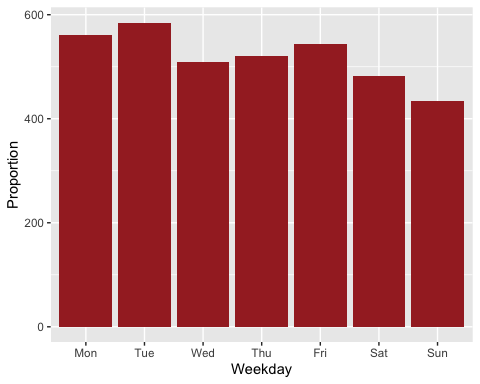 600
400
200
0
Proportion
Mon Tue Wed Thu Fri Sat Sun
Weekday